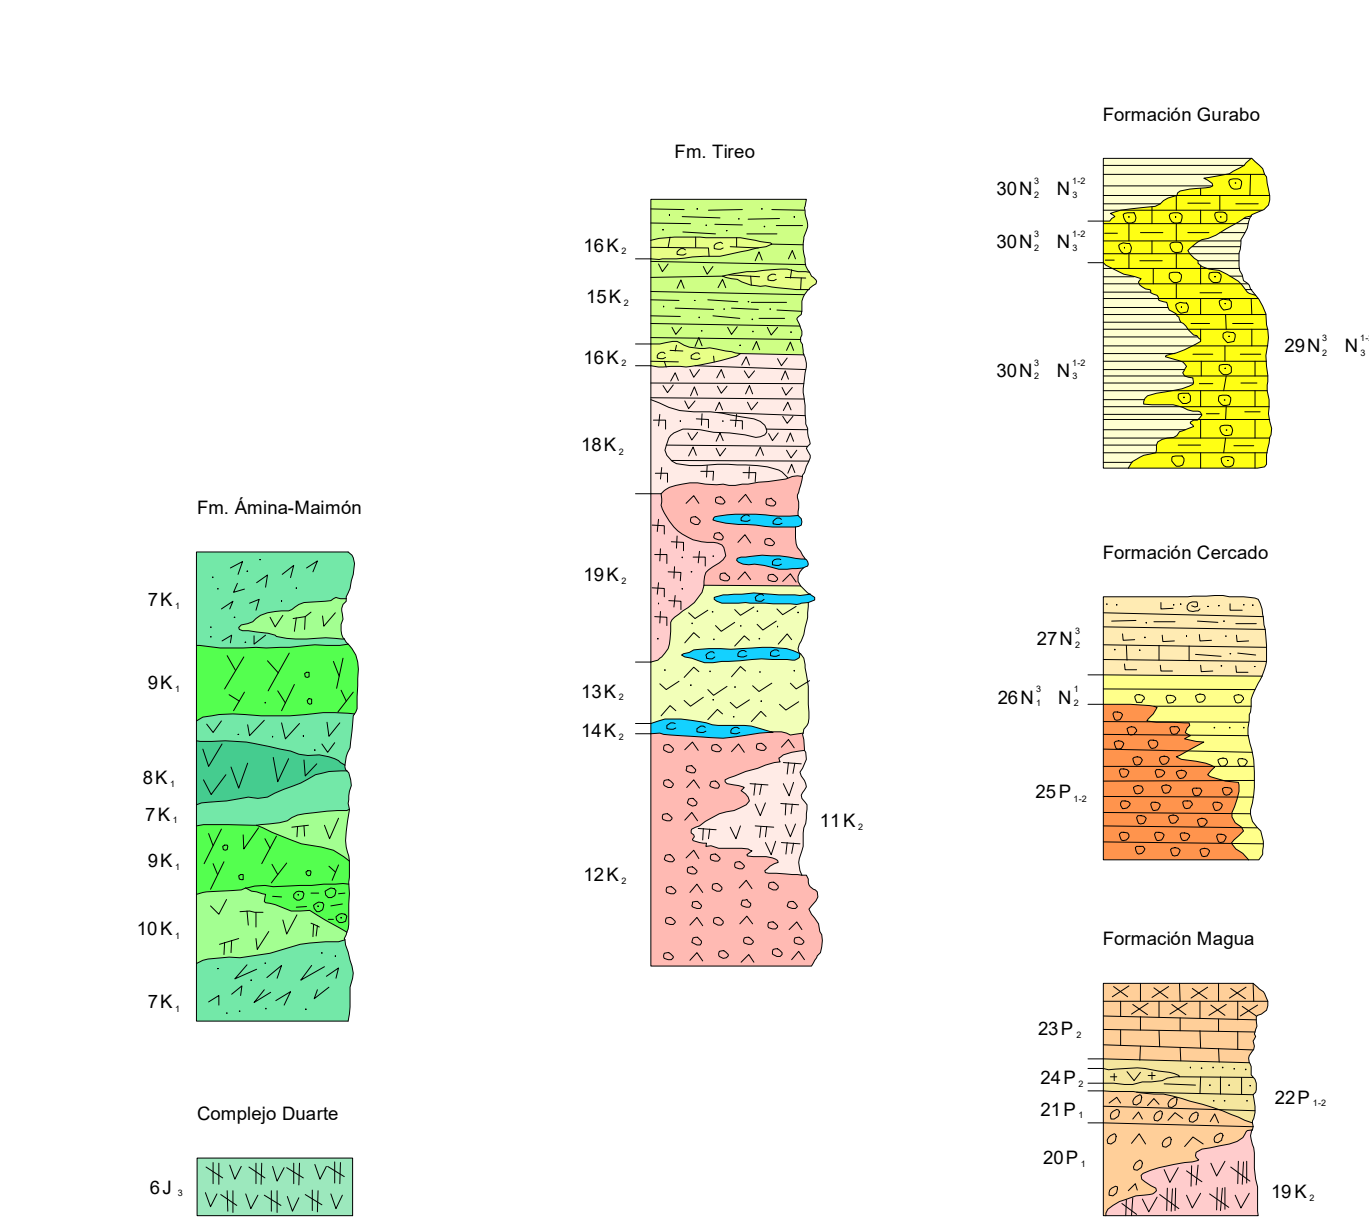 Fm. Ámina-Maimón
7K1
9K1
8K1
7K1
9K1
10K1
7K1
Complejo Duarte
6J3
Fm. Tireo
16K2
15K2
16K2
18K2
19K2
13K2
14K2
11K2
12K2
Formación Gurabo
30N2³ N3¹⁻²
30N2³ N3¹⁻²
29N2³ N3
30N2³ N3¹⁻²
Formación Cercado
27N2³
26N1³ N2¹
25P1-2
Formación Magua
23P2
24P2
22P1-2
21P1
20P1
19K2